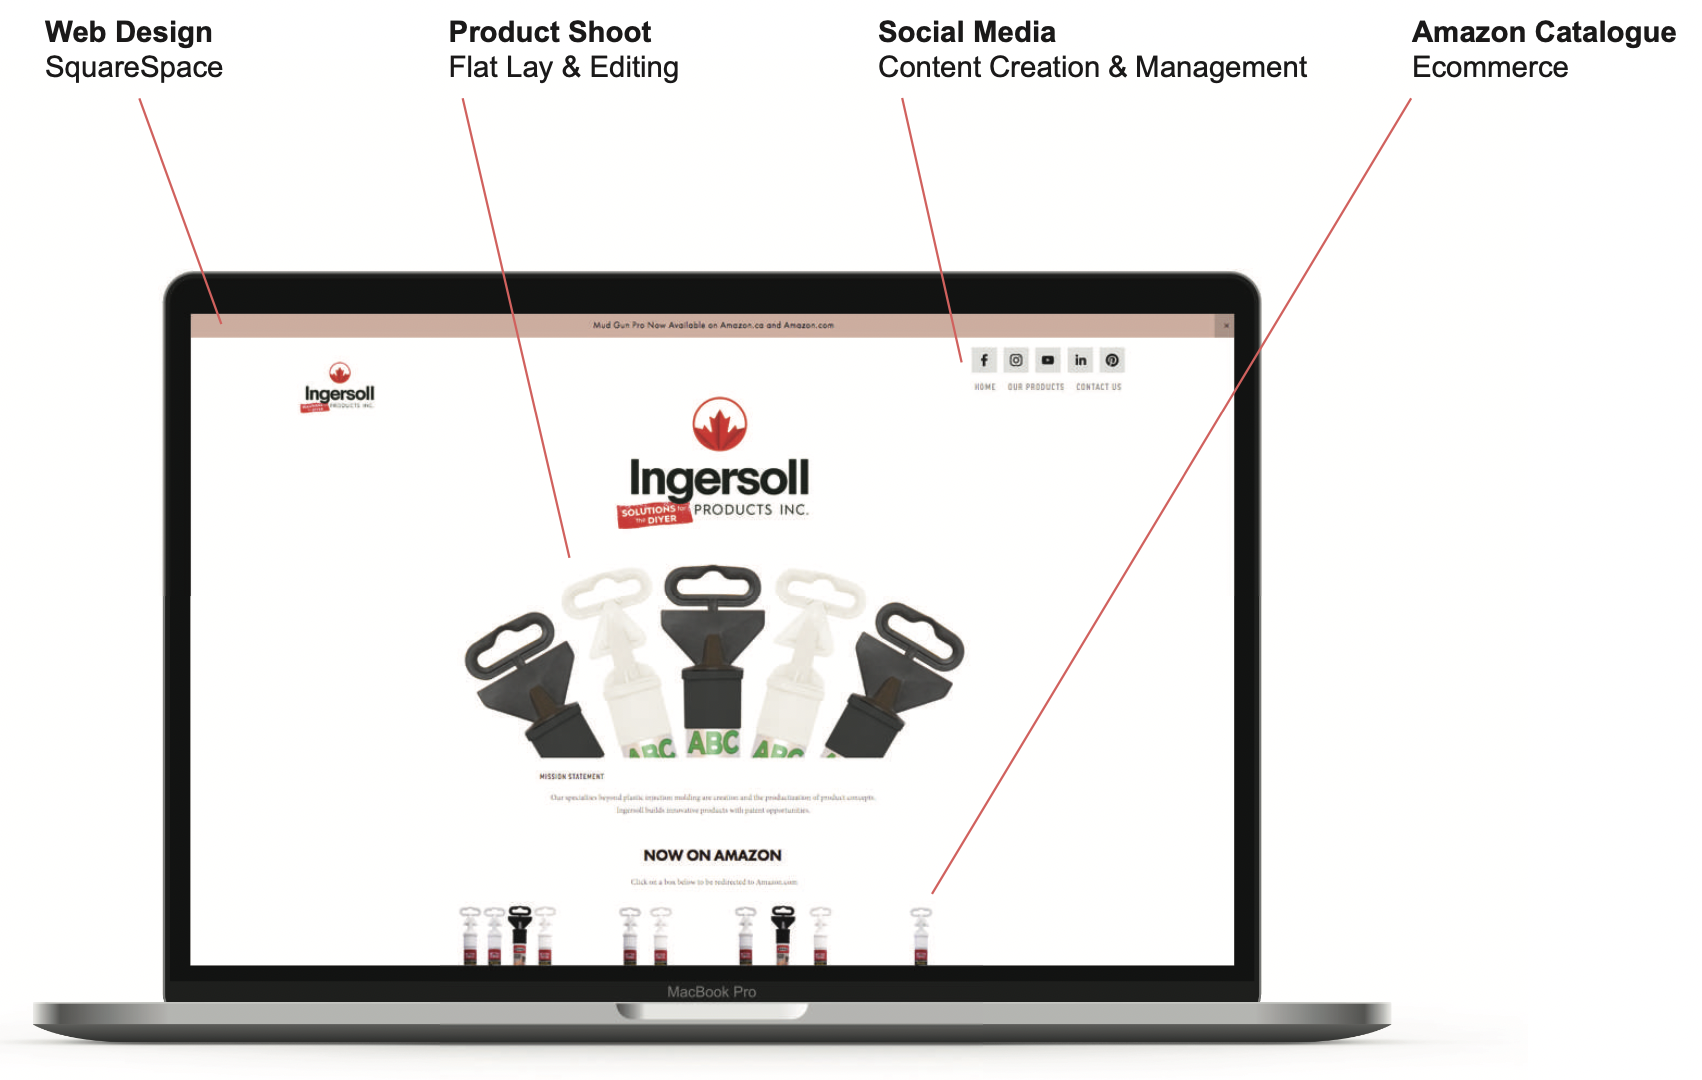 Web Design
SquareSpace
Product Shoot
Flat Lay & Editing
Social Media
Content Creation & Management
Amazon Catalogue
Ecommerce
Mud Gun Pro Now Available on Amazon.ca and Amazon.com
×
Ingersoll
PRODUCTS INC.
HOME OUR PRODUCTS CONTACT US
Ingersoll
SOLUTIONS for
the DIYER
PRODUCTS INC.
ABC
ABC
ABC
MISSION STATEMENT
Our specialties beyond plastic injection molding are creation and the productization of product concepts.
Ingersoll builds innovative products with patent opportunities.
NOW ON AMAZON
Click on a box below to be redirected to Amazon.com
MacBook Pro